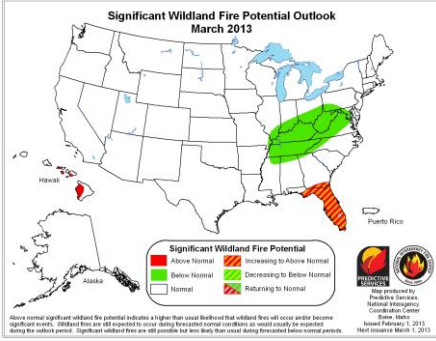 Significant Wildland Fire Potential Outlook
March 2013
Hawaii
Alaska
Puerto Rico
Significant Wildland Fire Potential
Above Normal
Increasing to Above Normal
Below Normal
Decreasing to Below Normal
Normal
Returning to Normal
PREDICTIVE
SERVICES
Map produced by
Predictive Services,
National Interagency
Coordination Center
Boise, Idaho
Issued February 1, 2013
Next issuance March 1, 2013
Above normal significant wildland fire potential indicates a higher than usual likelihood that wildland fires will occur and/or become
significant events. Wildland fires are still expected to occur during forecasted normal conditions as would usually be expected
during the outlook period. Significant wildland fires are still possible but less likely than usual during forecasted below normal periods.